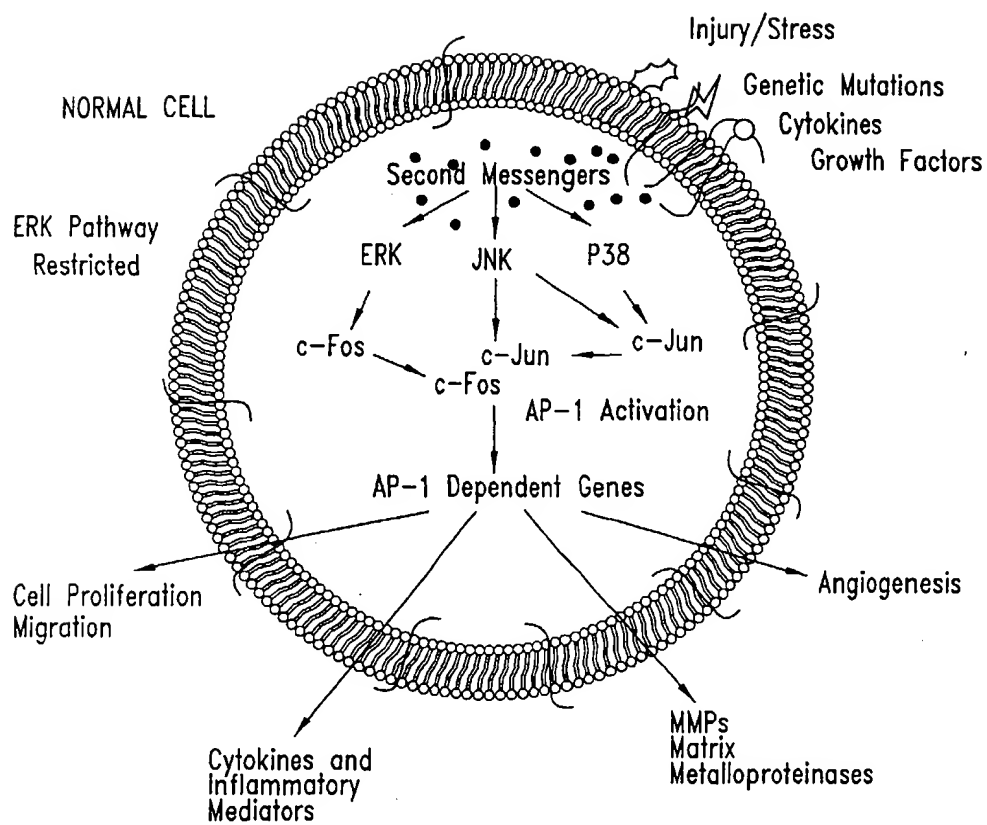 Injury/Stress
NORMAL CELL
Genetic Mutations
Cytokines
Growth Factors
Second Messengers
ERK Pathway
Restricted
ERK
JNK
P38
c-Fos
c-Jun
c-Jun
c-Fos
AP-1 Activation
AP-1 Dependent Genes
Cell Proliferation
Migration
Angiogenesis
Cytokines and
Inflammatory
Mediators
MMPs
Matrix
Metalloproteinases